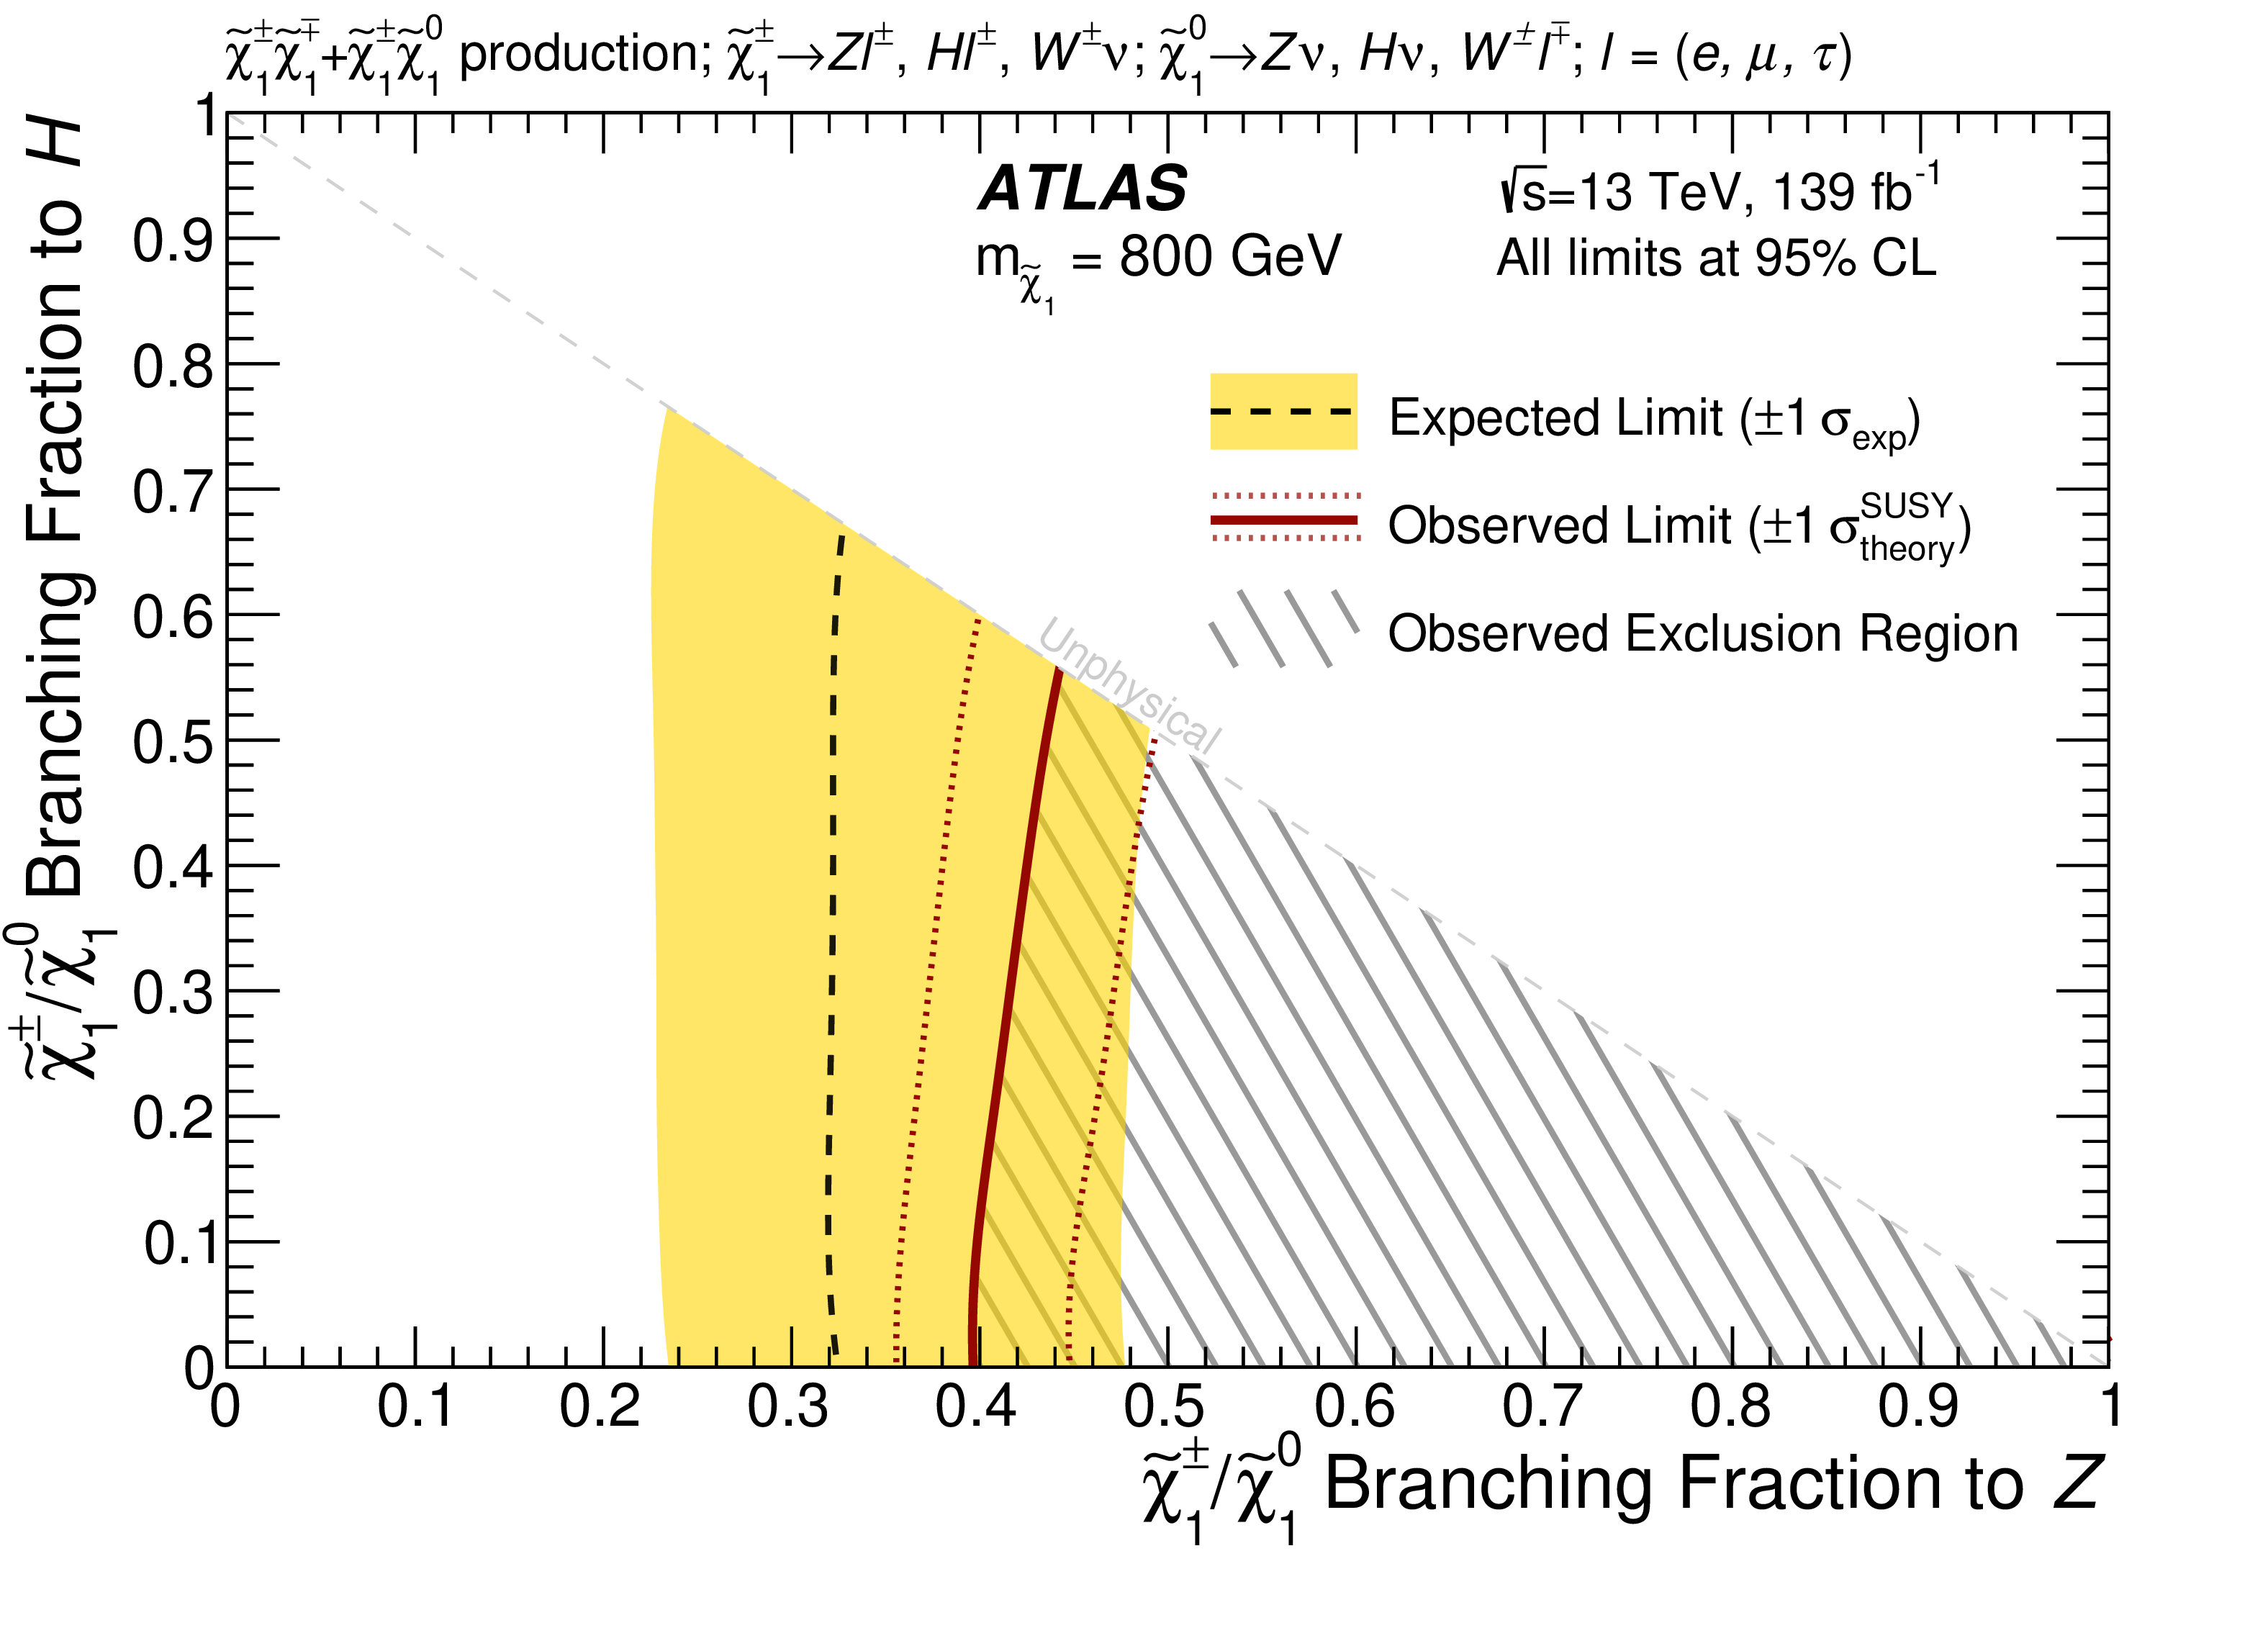 χ̃₁±χ̃₁∓+χ̃₁±χ̃₁⁰ production; χ̃₁±→Zl±, Hl±, W±ν; χ̃₁⁰→Zν, Hν, W±l∓; l = (e, μ, τ)
χ̃₁±/χ̃₁⁰ Branching Fraction to H
1
0.9
0.8
0.7
0.6
0.5
0.4
0.3
0.2
0.1
0
ATLAS
m_χ̃₁ = 800 GeV
√s=13 TeV, 139 fb⁻¹
All limits at 95% CL
Expected Limit (±1 σ_exp)
Observed Limit (±1 σ_theory^SUSY)
Observed Exclusion Region
Unphysical
0 0.1 0.2 0.3 0.4 0.5 0.6 0.7 0.8 0.9 1
χ̃₁±/χ̃₁⁰ Branching Fraction to Z